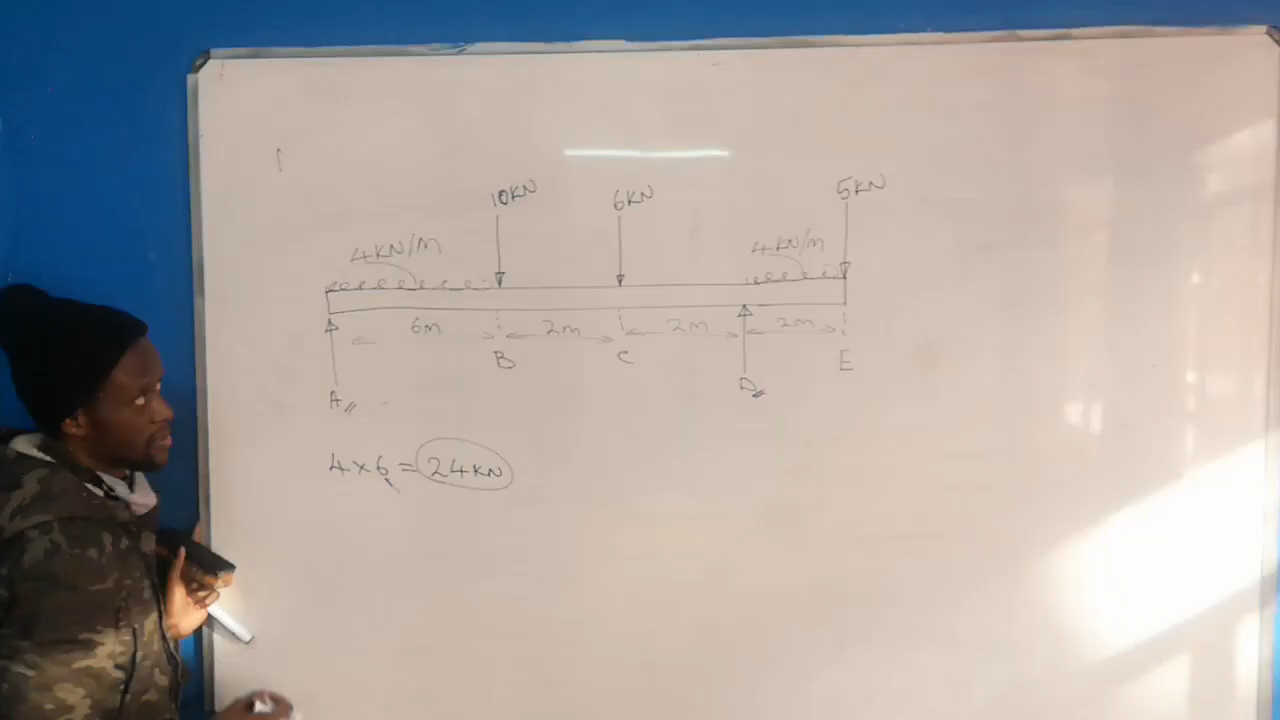 10KN 6KN 5KN
4KN/m 4KN/m
6m 2m 2m 2m
B C E
A D
4×6=24KN